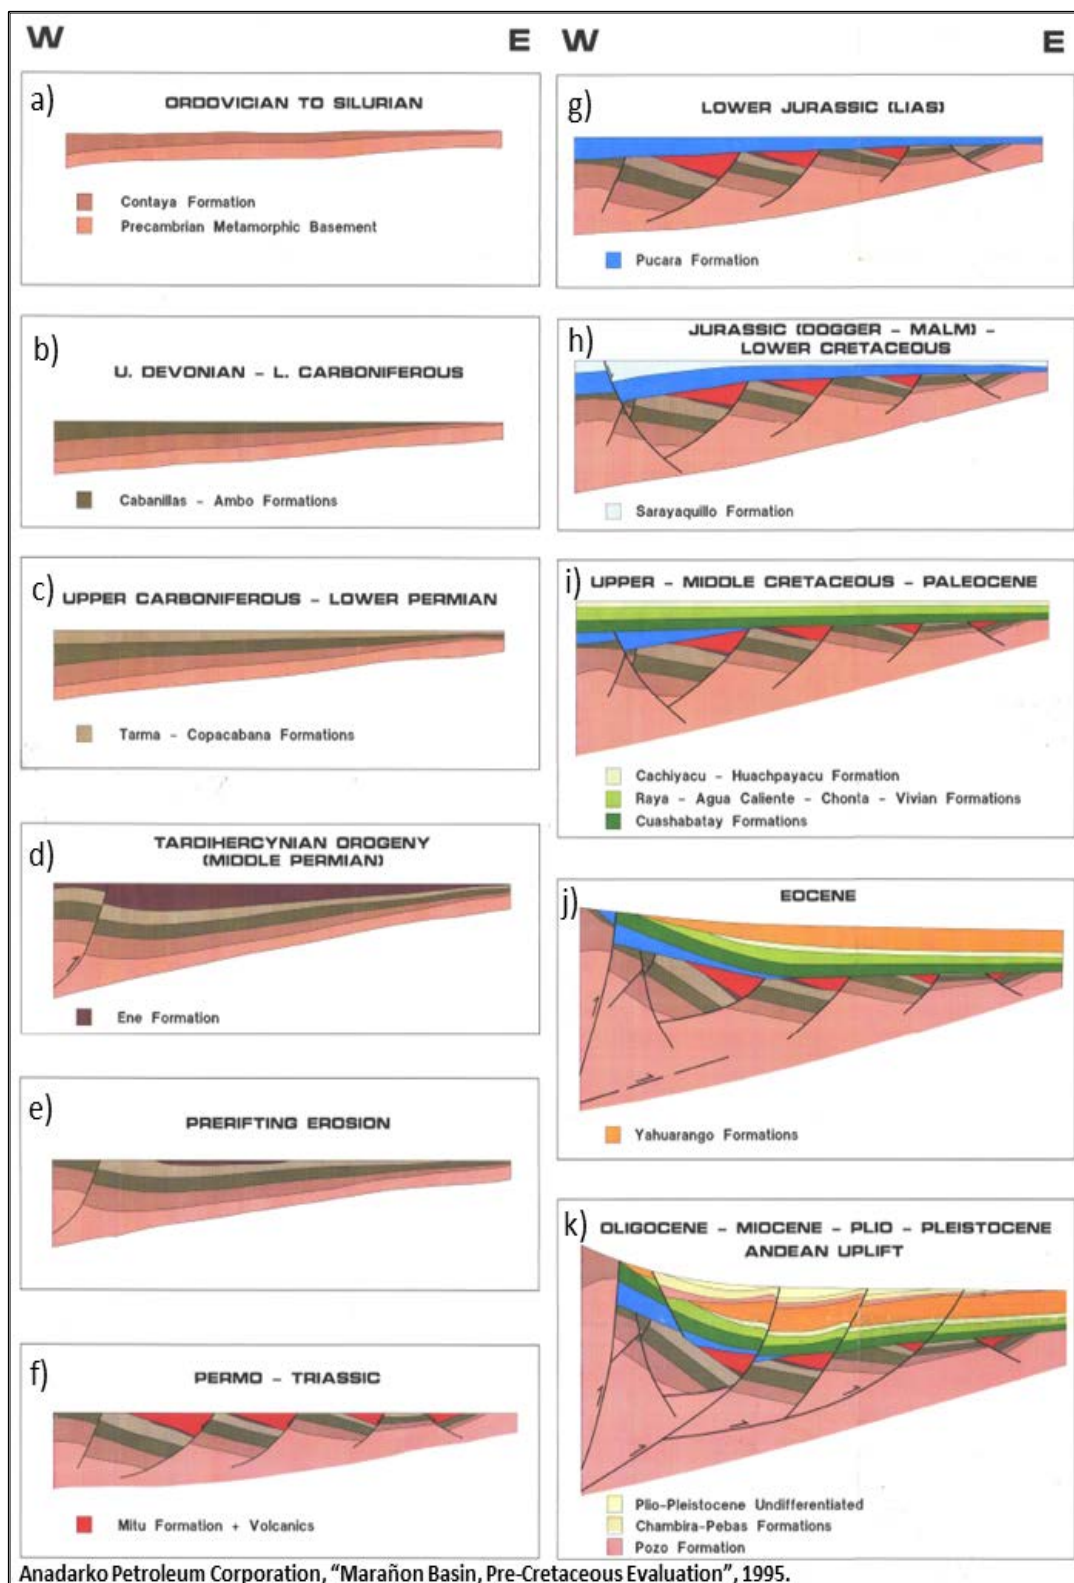 W E
a) ORDOVICIAN TO SILURIAN
Contaya Formation
Precambrian Metamorphic Basement
b)
U. DEVONIAN - L. CARBONIFEROUS
Cabanillas - Ambo Formations
c)
UPPER CARBONIFEROUS - LOWER PERMIAN
Tarma - Copacabana Formations
d)
TARDIHERCYNIAN OROGENY
(MIDDLE PERMIAN)
Ene Formation
e)
PRERIFTING EROSION
f)
PERMO - TRIASSIC
Mitu Formation + Volcanics
W E
g) LOWER JURASSIC (LIAS)
Pucara Formation
h)
JURASSIC (DOGGER - MALM) -
LOWER CRETACEOUS
Sarayaquillo Formation
i) UPPER - MIDDLE CRETACEOUS - PALEOCENE
Cachiyacu - Huachpayacu Formation
Raya - Agua Caliente - Chonta - Vivian Formations
Cuashabatay Formations
j) EOCENE
Yahuarango Formations
k) OLIGOCENE - MIOCENE - PLIO - PLEISTOCENE
ANDEAN UPLIFT
Plio-Pleistocene Undifferentiated
Chambira-Pebas Formations
Pozo Formation
Anadarko Petroleum Corporation, “Marañon Basin, Pre-Cretaceous Evaluation”, 1995.